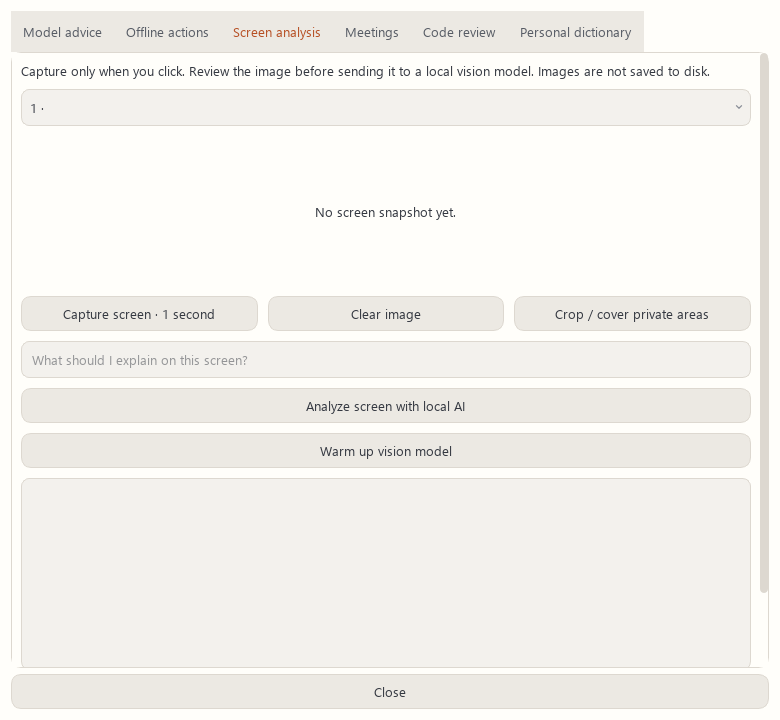 Model advice Offline actions Screen analysis Meetings Code review Personal dictionary
Capture only when you click. Review the image before sending it to a local vision model. Images are not saved to disk.
1 ·
No screen snapshot yet.
Capture screen · 1 second Clear image Crop / cover private areas
What should I explain on this screen?
Analyze screen with local AI
Warm up vision model
Close